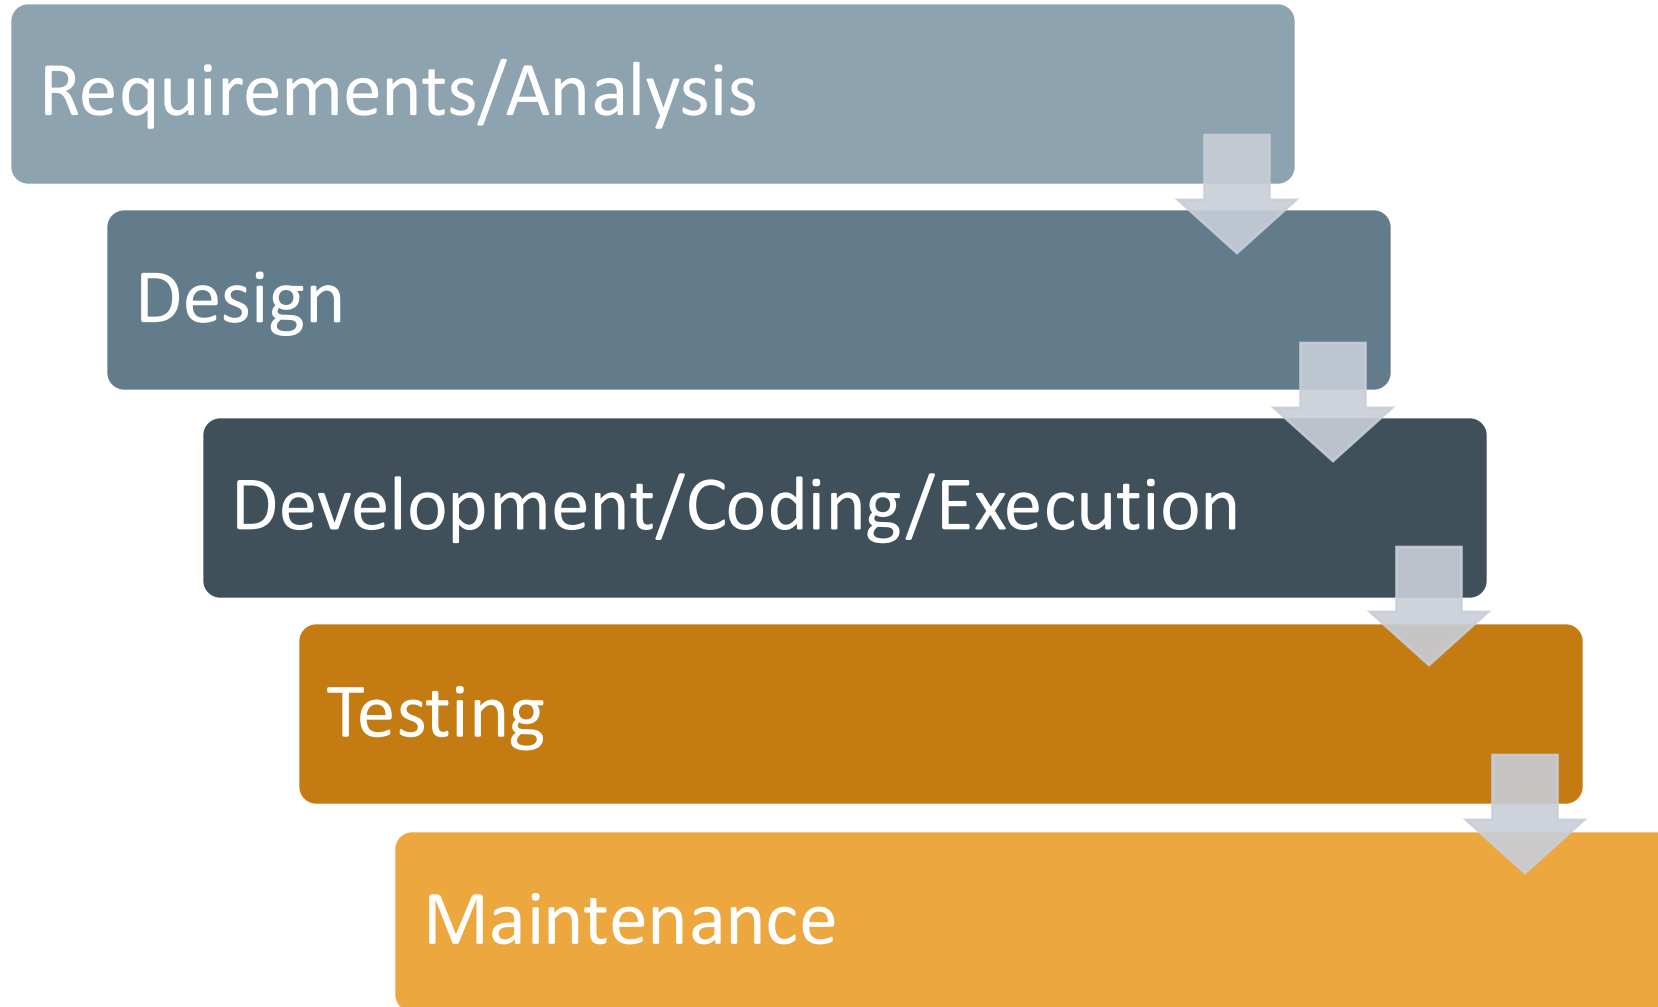 Requirements/Analysis
Design
Development/Coding/Execution
Testing
Maintenance